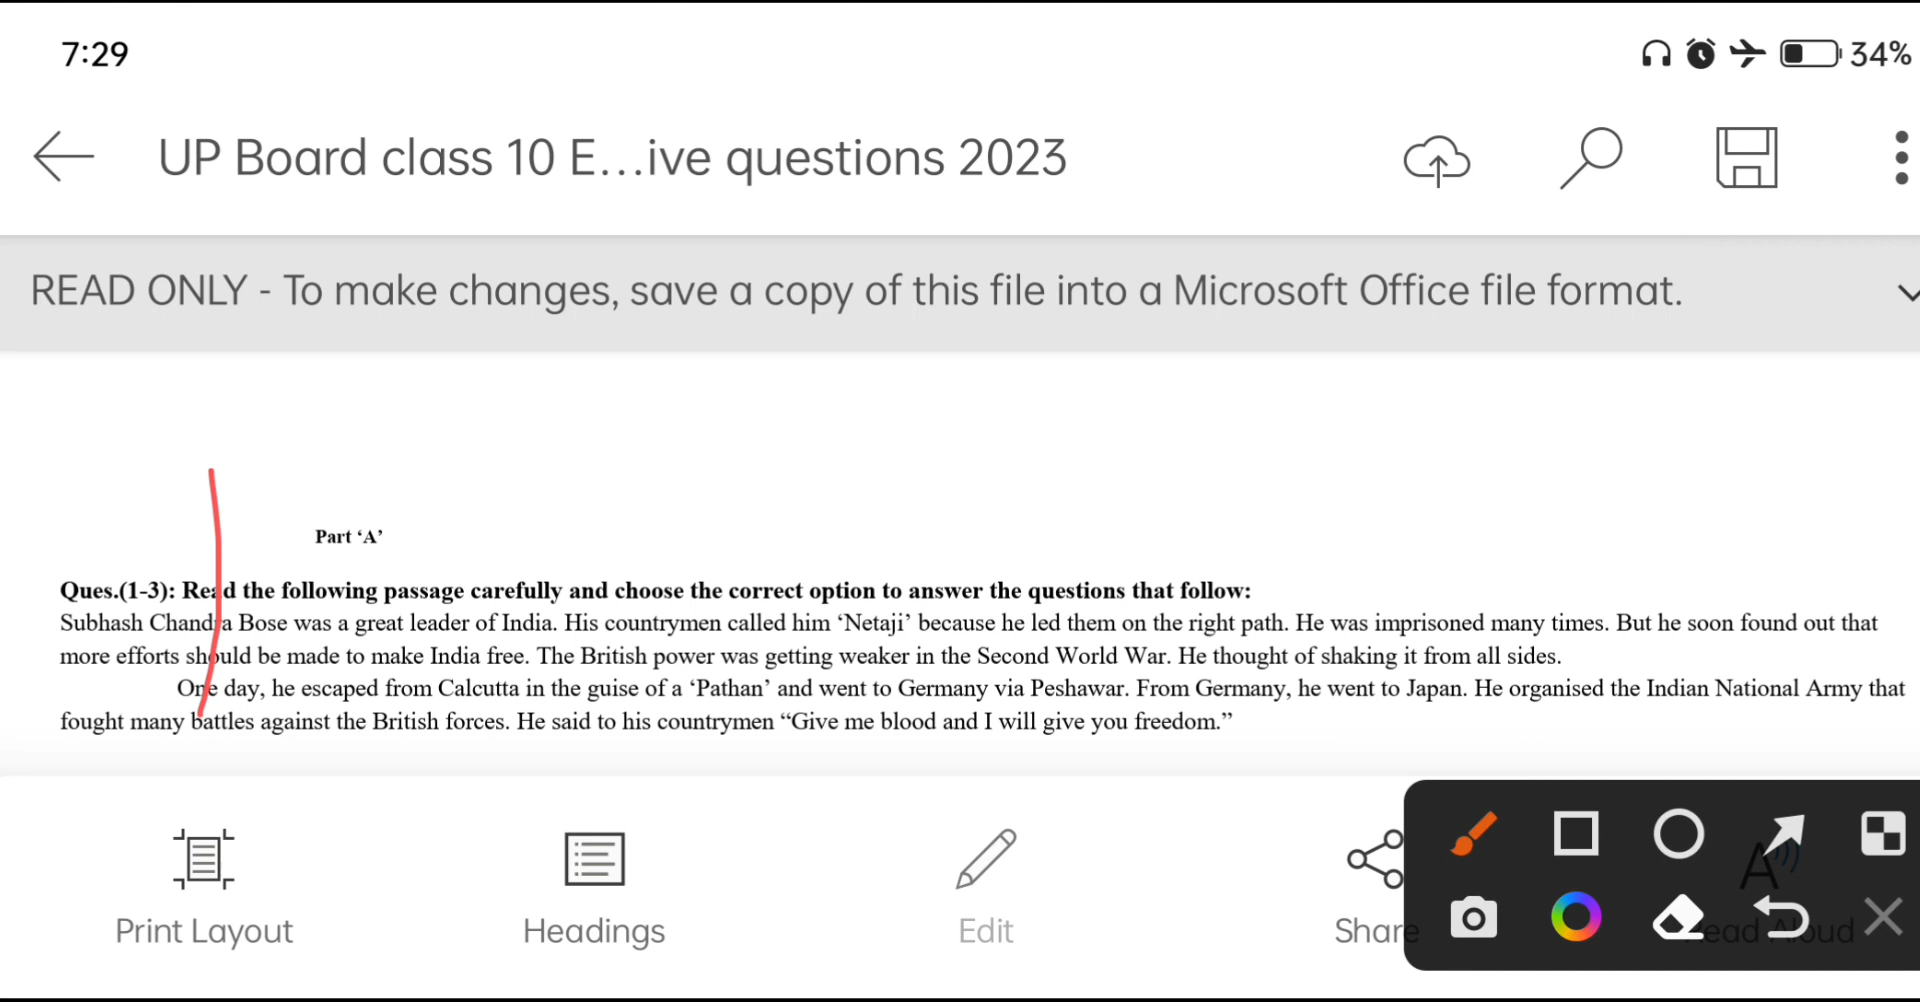 7:29
34%
UP Board class 10 E...ive questions 2023
READ ONLY - To make changes, save a copy of this file into a Microsoft Office file format.
Part ‘A’
Ques.(1-3): Read the following passage carefully and choose the correct option to answer the questions that follow:
Subhash Chandra Bose was a great leader of India. His countrymen called him ‘Netaji’ because he led them on the right path. He was imprisoned many times. But he soon found out that
more efforts should be made to make India free. The British power was getting weaker in the Second World War. He thought of shaking it from all sides.
One day, he escaped from Calcutta in the guise of a ‘Pathan’ and went to Germany via Peshawar. From Germany, he went to Japan. He organised the Indian National Army that
fought many battles against the British forces. He said to his countrymen “Give me blood and I will give you freedom.”
Print Layout
Headings
Edit
Share
Read Aloud